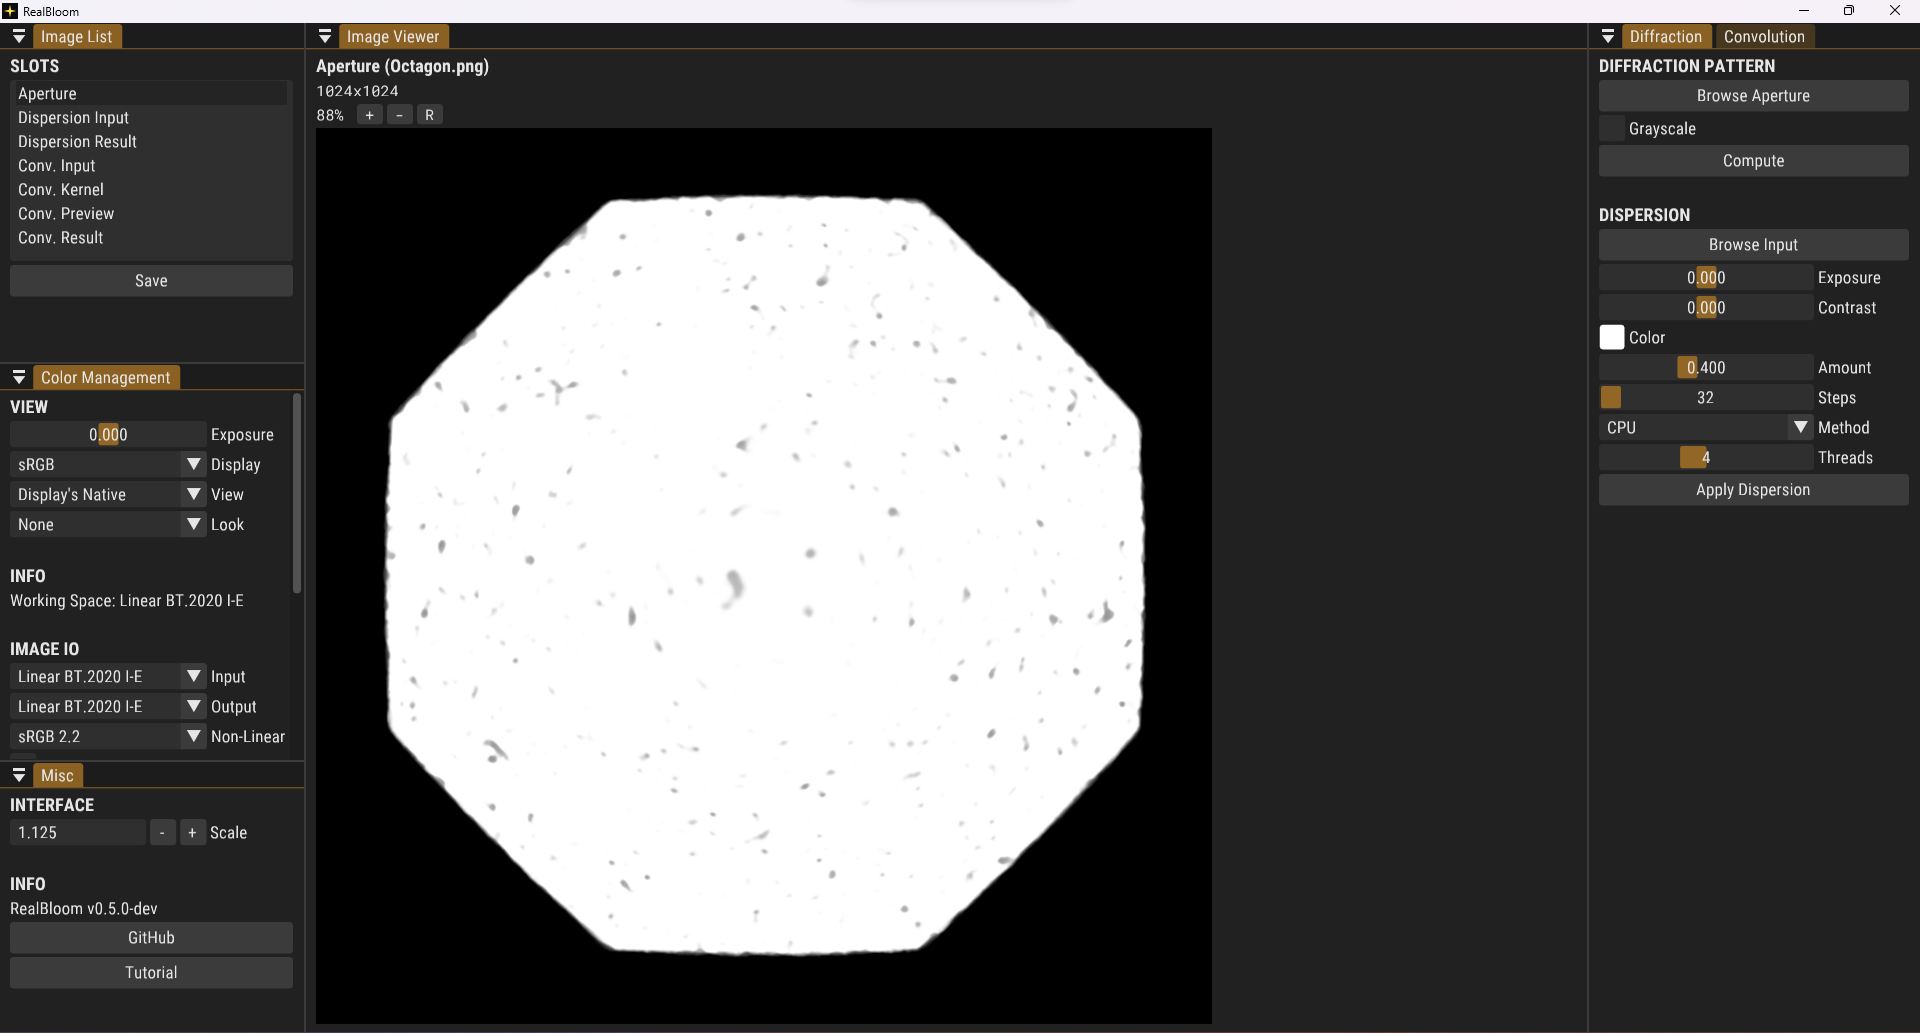 RealBloom
Image List
SLOTS
Aperture
Dispersion Input
Dispersion Result
Conv. Input
Conv. Kernel
Conv. Preview
Conv. Result
Save
Color Management
VIEW
0.000 Exposure
sRGB Display
Display's Native View
None Look
INFO
Working Space: Linear BT.2020 I-E
IMAGE IO
Linear BT.2020 I-E Input
Linear BT.2020 I-E Output
sRGB 2.2 Non-Linear
Misc
INTERFACE
1.125 - + Scale
INFO
RealBloom v0.5.0-dev
GitHub
Tutorial
Image Viewer
Aperture (Octagon.png)
1024x1024
88% + - R
Diffraction Convolution
DIFFRACTION PATTERN
Browse Aperture
Grayscale
Compute
DISPERSION
Browse Input
0.000 Exposure
0.000 Contrast
Color
0.400 Amount
32 Steps
CPU Method
4 Threads
Apply Dispersion